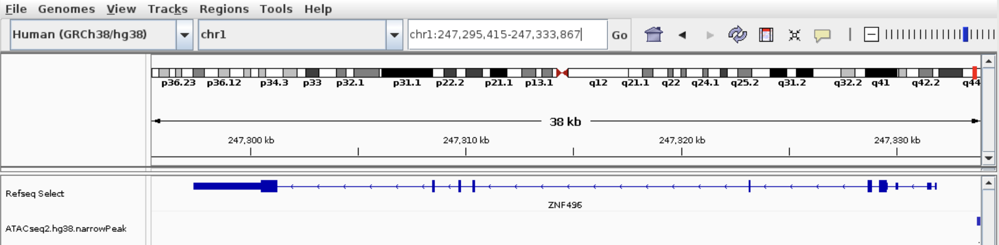 File Genomes View Tracks Regions Tools Help
Human (GRCh38/hg38) chr1 chr1:247,295,415-247,333,867 Go
p36.23 p36.12 p34.3 p33 p32.1 p31.1 p22.2 p21.1 p13.1 q12 q21.1 q22 q24.1 q25.2 q31.2 q32.2 q41 q42.2 q44
38 kb
247,300 kb 247,310 kb 247,320 kb 247,330 kb
Refseq Select
ZNF496
ATACseq2.hg38.narrowPeak